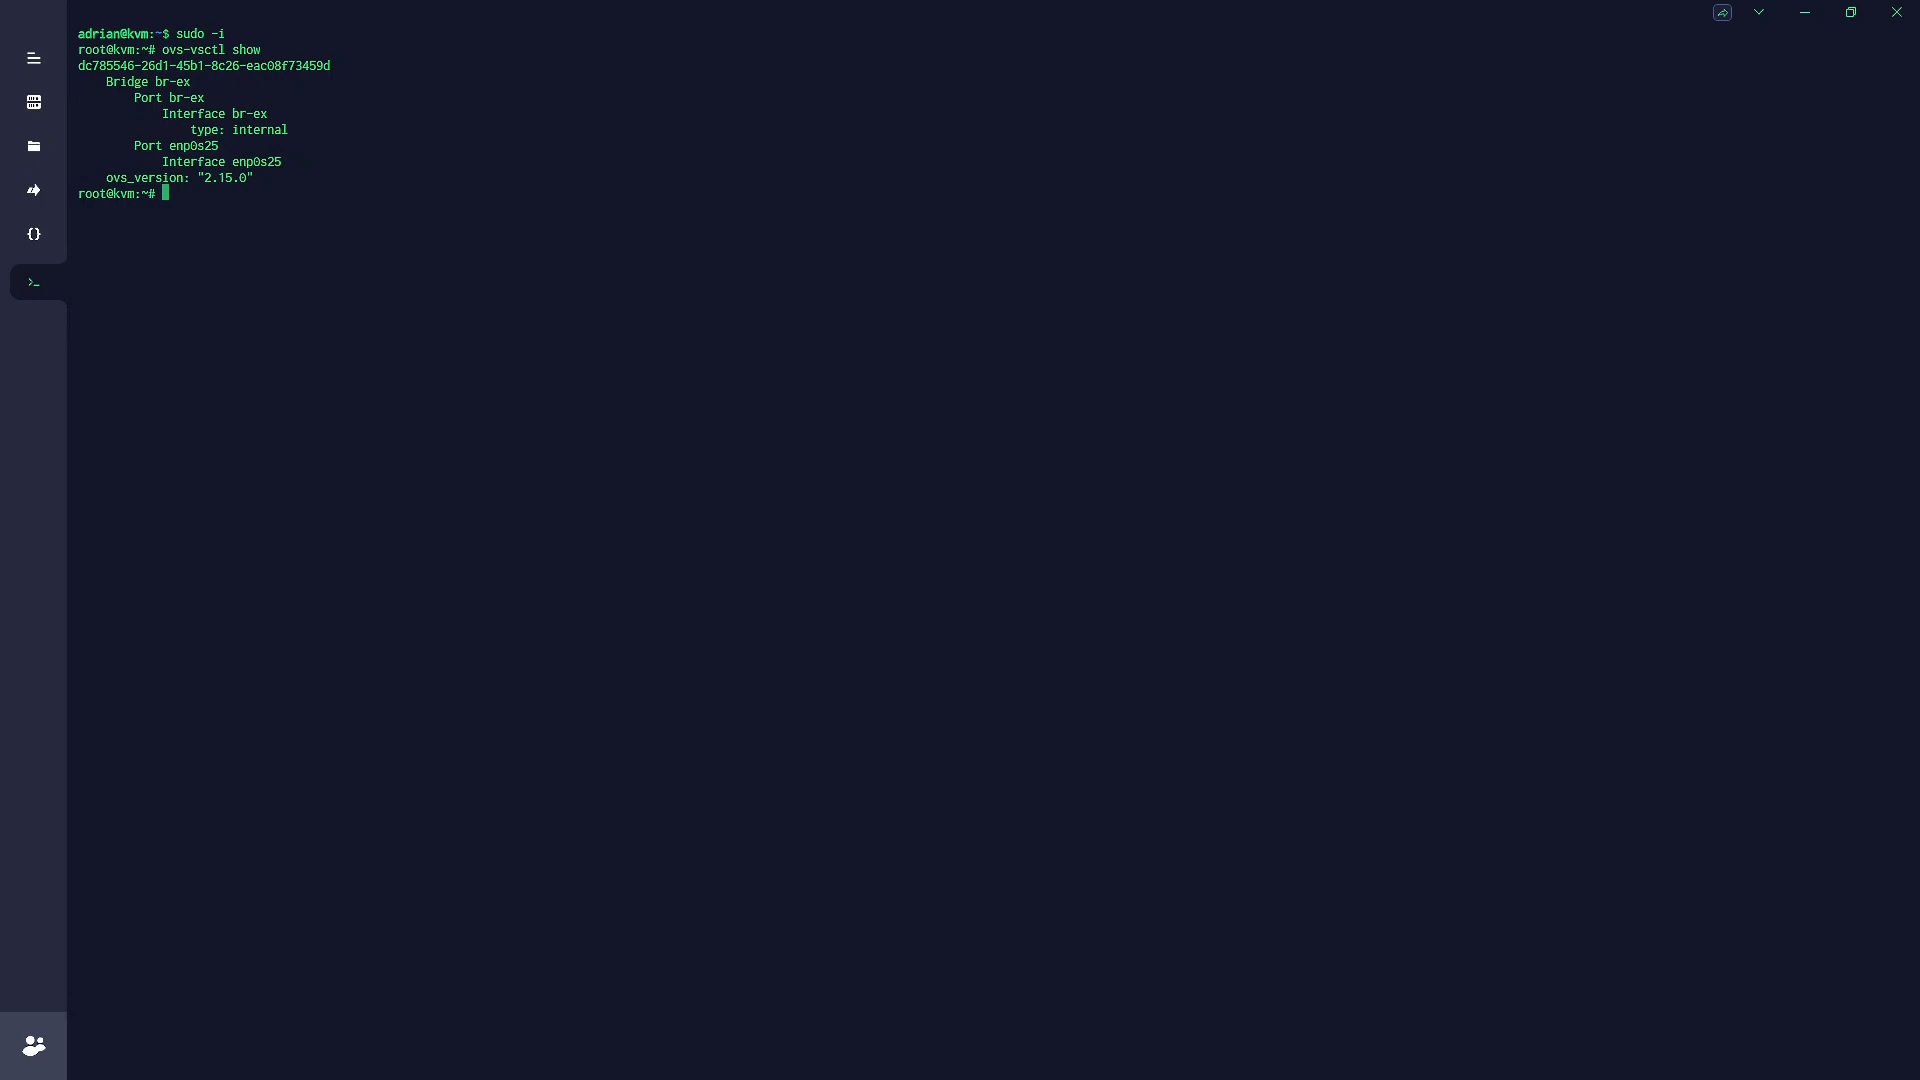 adrian@kvm:~$ sudo -i
root@kvm:~# ovs-vsctl show
dc785546-26d1-45b1-8c26-eac08f73459d
    Bridge br-ex
        Port br-ex
            Interface br-ex
                type: internal
        Port enp0s25
            Interface enp0s25
    ovs_version: "2.15.0"
root@kvm:~#